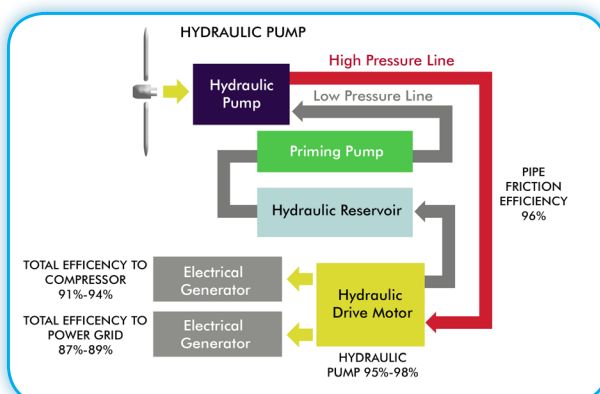 HYDRAULIC PUMP
High Pressure Line
Hydraulic
Pump
Low Pressure Line
Priming Pump
PIPE
FRICTION
EFFICIENCY
96%
Hydraulic Reservoir
TOTAL EFFICENCY TO
COMPRESSOR
91%-94%
Electrical
Generator
Hydraulic
Drive Motor
TOTAL EFFICIENCY TO
POWER GRID
87%-89%
Electrical
Generator
HYDRAULIC
PUMP 95%-98%